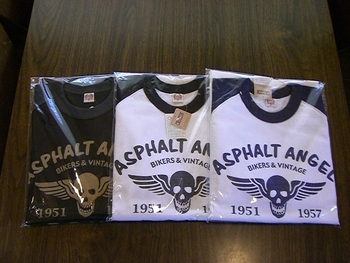 ASPHALT ANGEL
BIKERS & VINTAGE
1951
ASPHALT ANGEL
BIKERS & VINTAGE
1951
ASPHALT ANGEL
BIKERS & VINTAGE
1951 1957